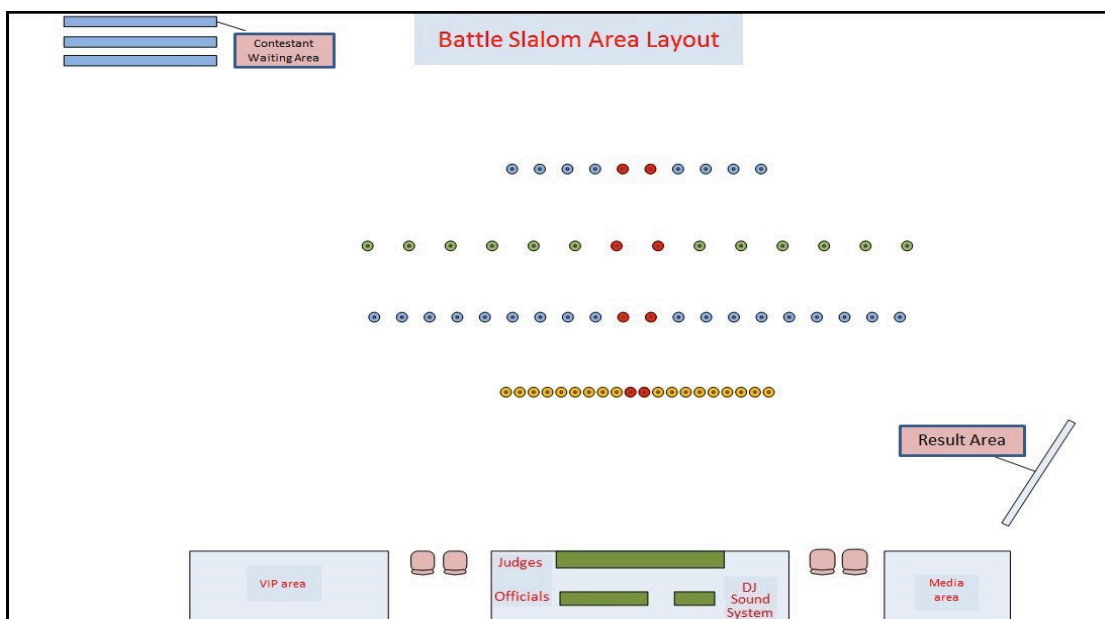 Battle Slalom Area Layout
Contestant
Waiting Area
Result Area
VIP area
Judges
Officials
DJ
Sound
System
Media
area